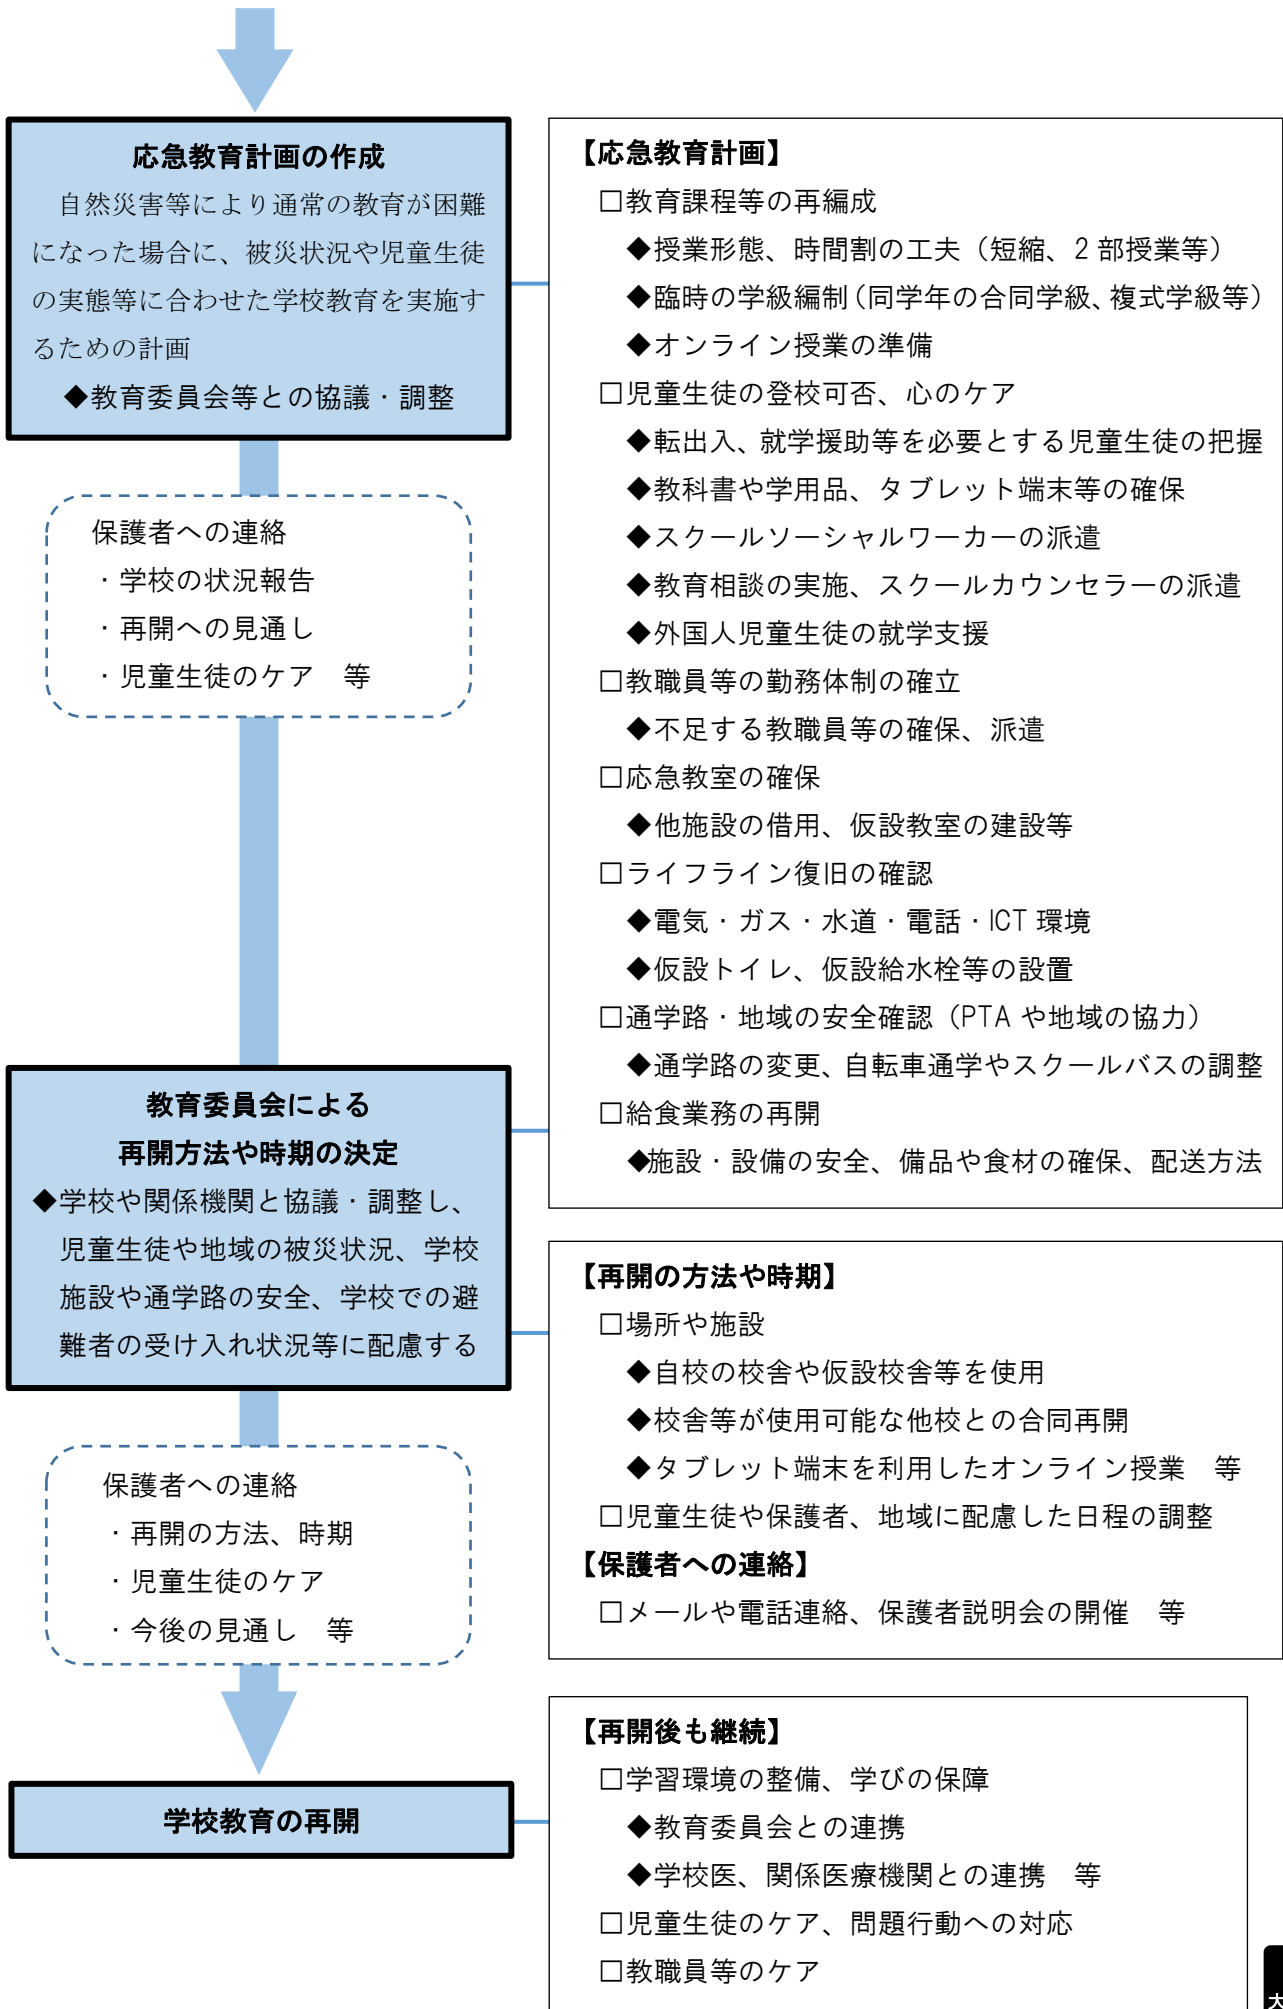 応急教育計画の作成
自然災害等により通常の教育が困難
になった場合に、被災状況や児童生徒
の実態等に合わせた学校教育を実施す
るための計画
◆教育委員会等との協議・調整
保護者への連絡
・学校の状況報告
・再開への見通し
・児童生徒のケア　等
【応急教育計画】
□教育課程等の再編成
◆授業形態、時間割の工夫（短縮、2部授業等）
◆臨時の学級編制（同学年の合同学級、複式学級等）
◆オンライン授業の準備
□児童生徒の登校可否、心のケア
◆転出入、就学援助等を必要とする児童生徒の把握
◆教科書や学用品、タブレット端末等の確保
◆スクールソーシャルワーカーの派遣
◆教育相談の実施、スクールカウンセラーの派遣
◆外国人児童生徒の就学支援
□教職員等の勤務体制の確立
◆不足する教職員等の確保、派遣
□応急教室の確保
◆他施設の借用、仮設教室の建設等
□ライフライン復旧の確認
◆電気・ガス・水道・電話・ICT環境
◆仮設トイレ、仮設給水栓等の設置
□通学路・地域の安全確認（PTAや地域の協力）
◆通学路の変更、自転車通学やスクールバスの調整
□給食業務の再開
◆施設・設備の安全、備品や食材の確保、配送方法
教育委員会による
再開方法や時期の決定
◆学校や関係機関と協議・調整し、
児童生徒や地域の被災状況、学校
施設や通学路の安全、学校での避
難者の受け入れ状況等に配慮する
保護者への連絡
・再開の方法、時期
・児童生徒のケア
・今後の見通し　等
【再開の方法や時期】
□場所や施設
◆自校の校舎や仮設校舎等を使用
◆校舎等が使用可能な他校との合同再開
◆タブレット端末を利用したオンライン授業　等
□児童生徒や保護者、地域に配慮した日程の調整
【保護者への連絡】
□メールや電話連絡、保護者説明会の開催　等
学校教育の再開
【再開後も継続】
□学習環境の整備、学びの保障
◆教育委員会との連携
◆学校医、関係医療機関との連携　等
□児童生徒のケア、問題行動への対応
□教職員等のケア